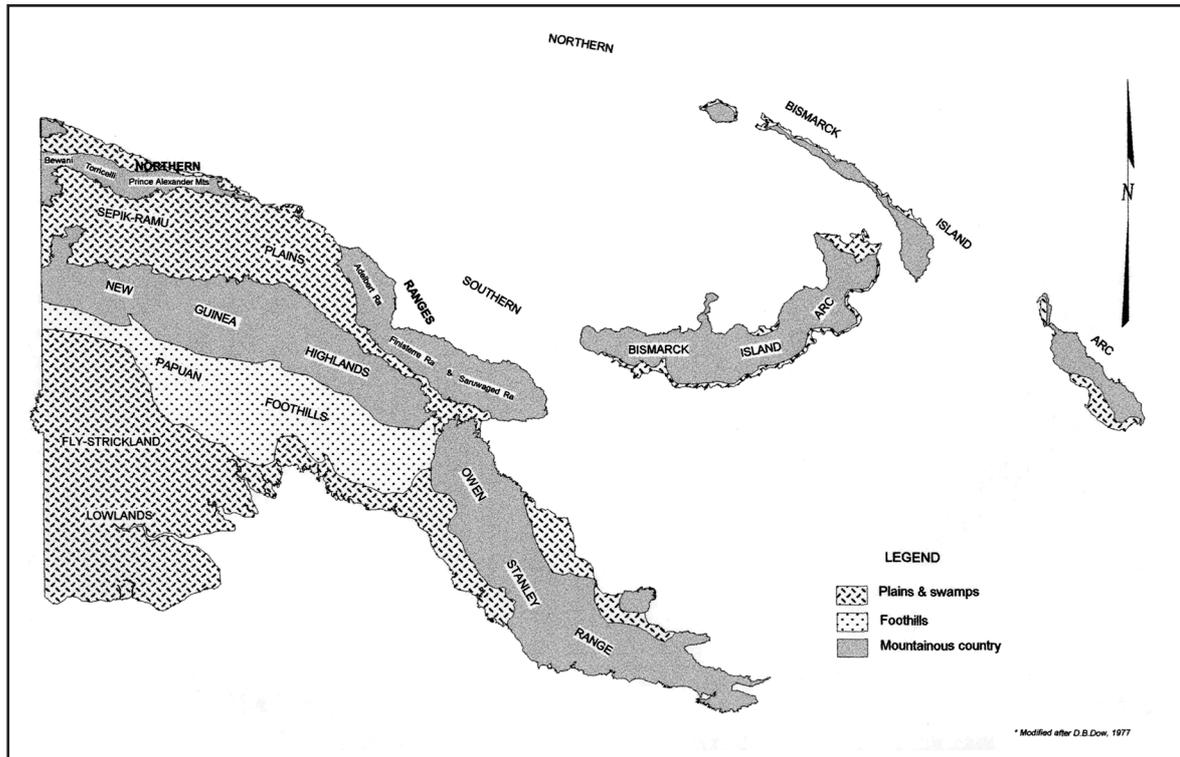 NORTHERN
BISMARCK
ISLAND
ARC
NORTHERN
Bewani
Torricelli
Prince Alexander Mts
SEPIK-RAMU
PLAINS
Adelbert Ra
RANGES
SOUTHERN
Finisterre Ra & Saruwaged Ra
BISMARCK
ISLAND
ARC
NEW
GUINEA
HIGHLANDS
PAPUAN
FOOTHILLS
FLY-STRICKLAND
LOWLANDS
OWEN
STANLEY
RANGE
N
LEGEND
Plains & swamps
Foothills
Mountainous country
* Modified after D.B.Dow, 1977